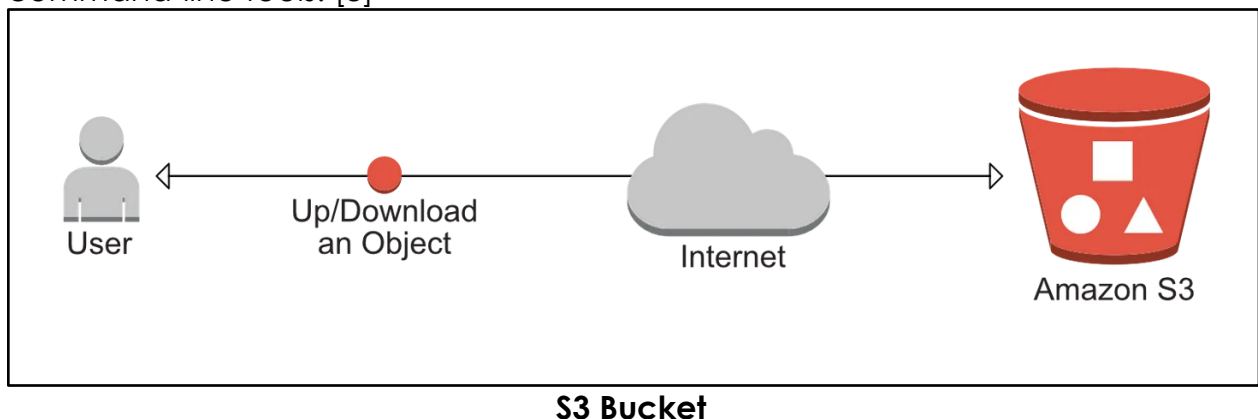 Up/Download
an Object
User
Internet
Amazon S3
S3 Bucket